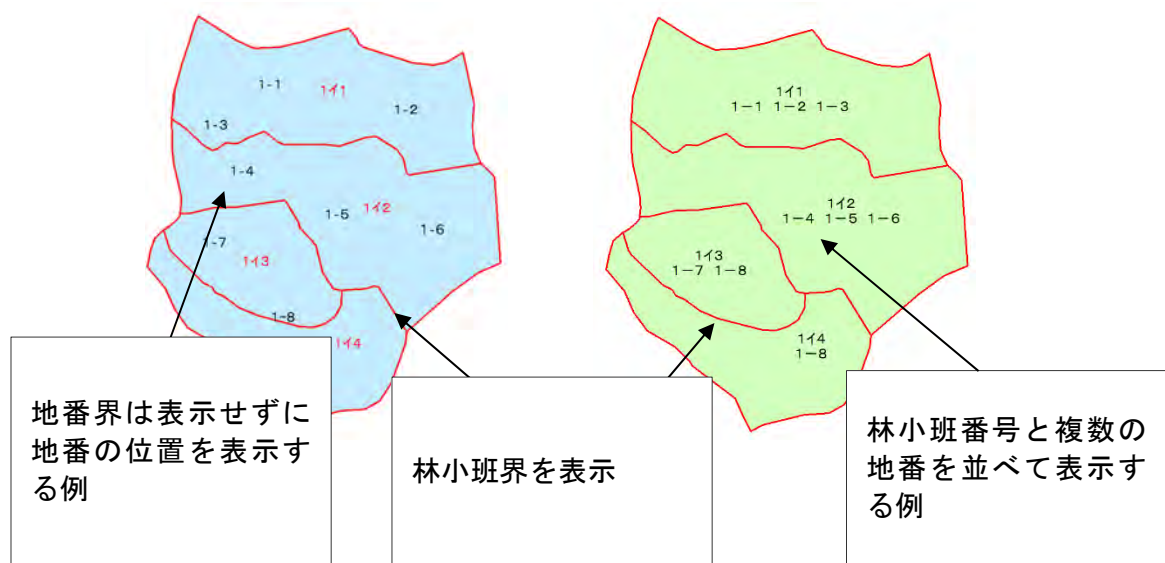 1-1
1イ1
1-2
1-3
1-4
1-5
1イ2
1-6
1-7
1イ3
1-8
1イ4
1イ1
1−1 1−2 1−3
1イ2
1−4 1−5 1−6
1イ3
1−7 1−8
1イ4
1−8
地番界は表示せずに
地番の位置を表示す
る例
林小班界を表示
林小班番号と複数の
地番を並べて表示す
る例